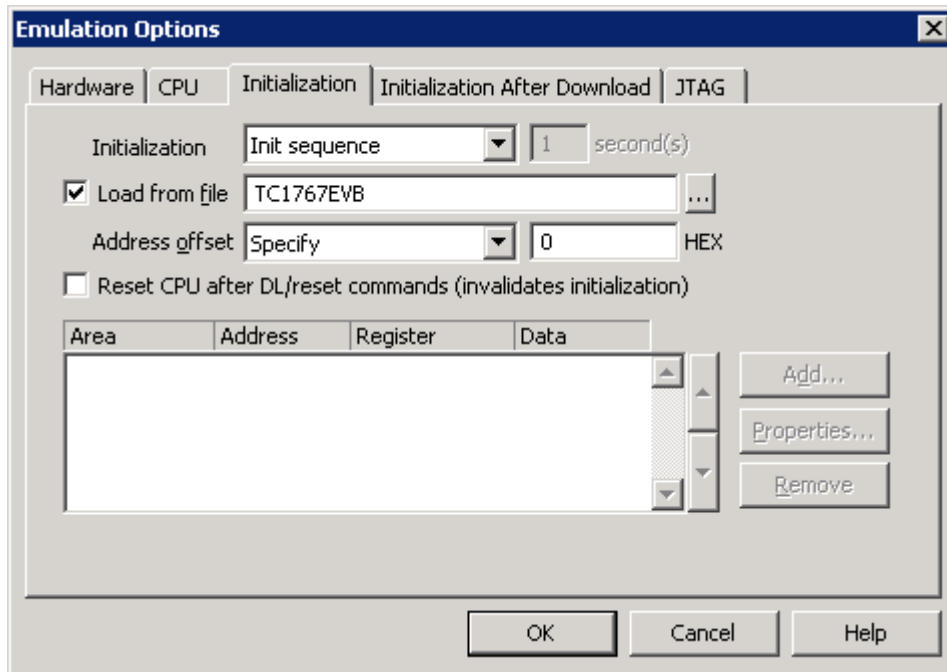 Emulation Options
Hardware CPU Initialization Initialization After Download JTAG
Initialization Init sequence 1 second(s)
Load from file TC1767EVB ...
Address offset Specify 0 HEX
Reset CPU after DL/reset commands (invalidates initialization)
Area Address Register Data
Add...
Properties...
Remove
OK Cancel Help